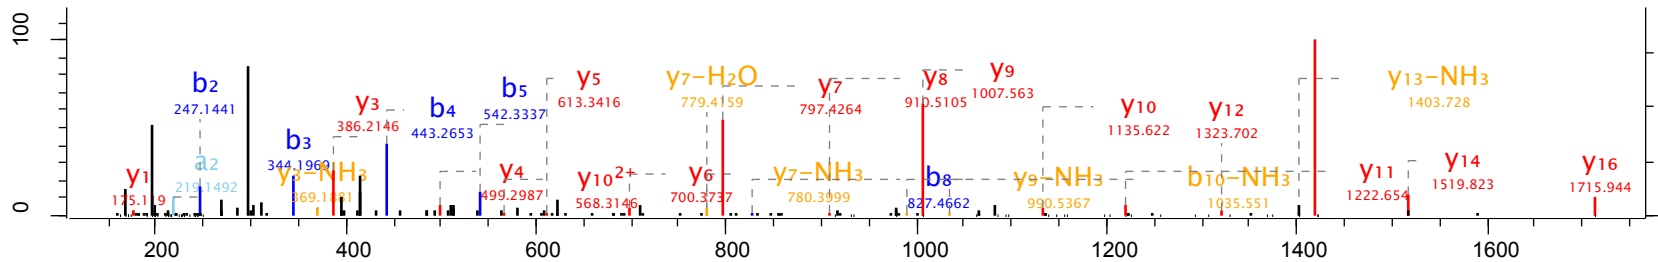 100
0
y1
175.119
a2
219.1492
b2
247.1441
b3
344.1969
y3-NH3
369.1881
y3
386.2146
b4
443.2653
y4
499.2987
b5
542.3337
y10 2+
568.3146
y5
613.3416
y6
700.3737
y7-H2O
779.4159
y7-NH3
780.3999
y7
797.4264
b8
827.4662
y8
910.5105
y9-NH3
990.5367
y9
1007.563
b10-NH3
1035.551
y10
1135.622
y11
1222.654
y12
1323.702
y13-NH3
1403.728
y14
1519.823
y16
1715.944
200 400 600 800 1000 1200 1400 1600